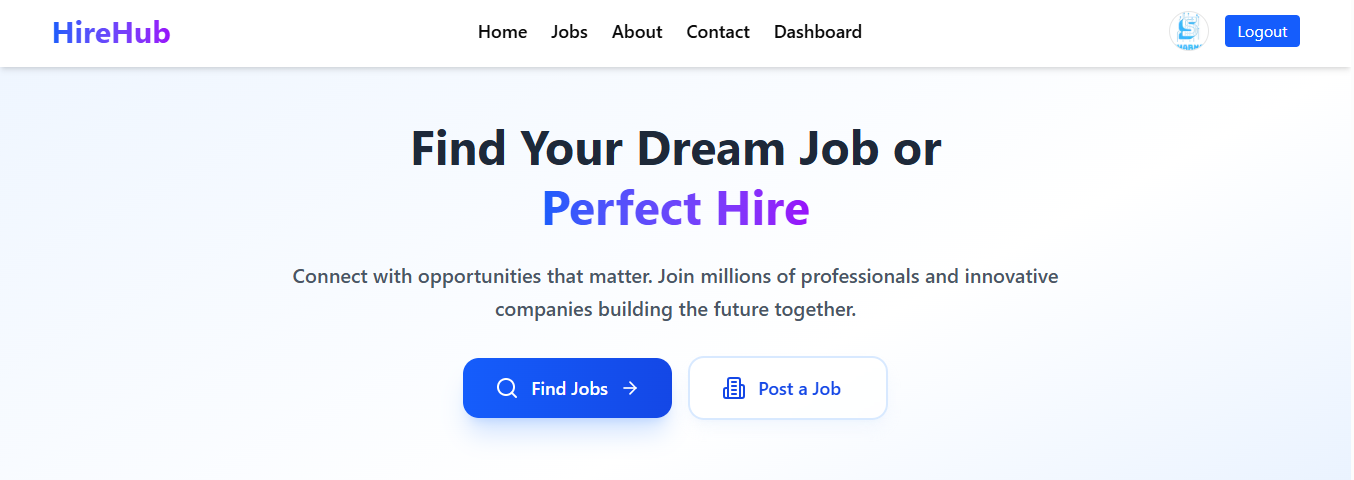 HireHub
Home Jobs About Contact Dashboard
Logout
Find Your Dream Job or
Perfect Hire
Connect with opportunities that matter. Join millions of professionals and innovative
companies building the future together.
Find Jobs
Post a Job